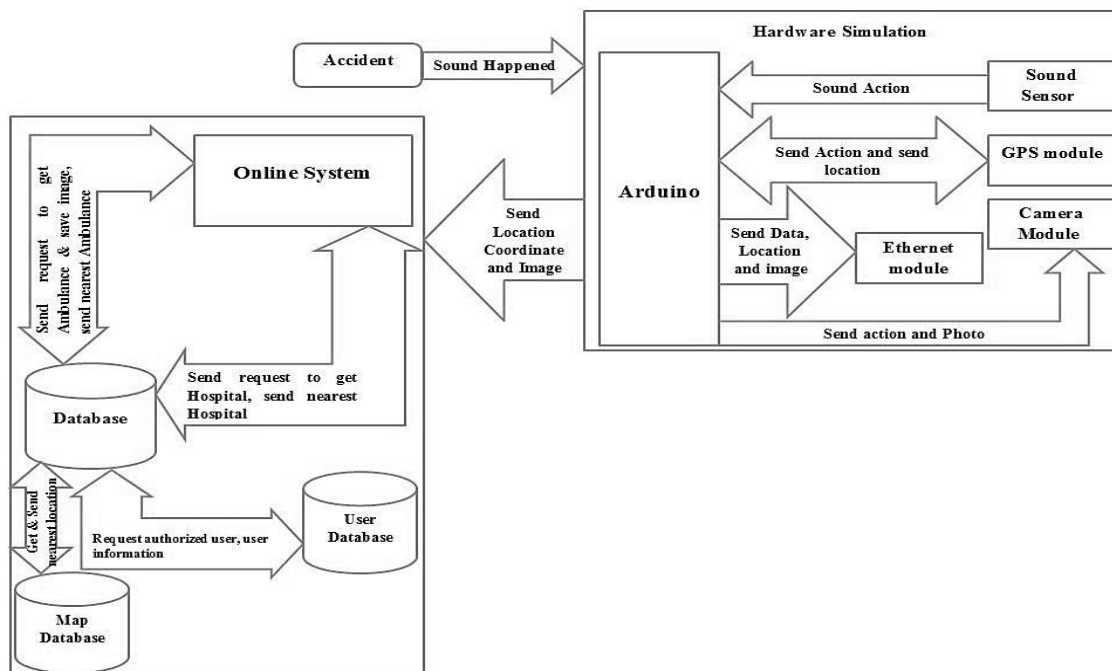 Hardware Simulation
Accident
Sound Happened
Sound
Sensor
Sound Action
Arduino
Send Action and send
location
GPS module
Camera
Module
Send Data,
Location
and image
Ethernet
module
Send action and Photo
Online System
Send
Location
Coordinate
and Image
Send request to get
Ambulance & save image,
send nearest Ambulance
Send request to get
Hospital, send nearest
Hospital
Database
Get & Send
nearest location
Request authorized user, user
information
User
Database
Map
Database